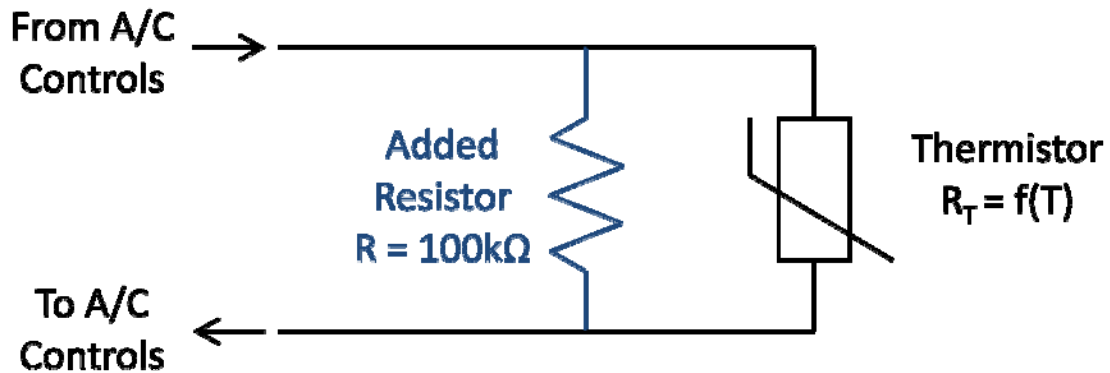 From A/C
Controls
Added
Resistor
R = 100kΩ
Thermistor
R_T = f(T)
To A/C
Controls